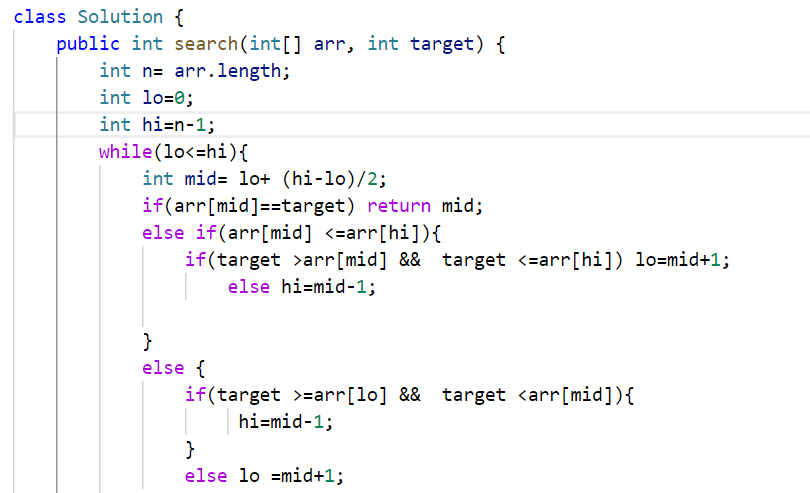 class Solution {
public int search(int[] arr, int target) {
int n= arr.length;
int lo=0;
int hi=n-1;
while(lo<=hi){
int mid= lo+ (hi-lo)/2;
if(arr[mid]==target) return mid;
else if(arr[mid] <=arr[hi]){
if(target >arr[mid] &&  target <=arr[hi]) lo=mid+1;
else hi=mid-1;
}
else {
if(target >=arr[lo] &&  target <arr[mid]){
hi=mid-1;
}
else lo =mid+1;